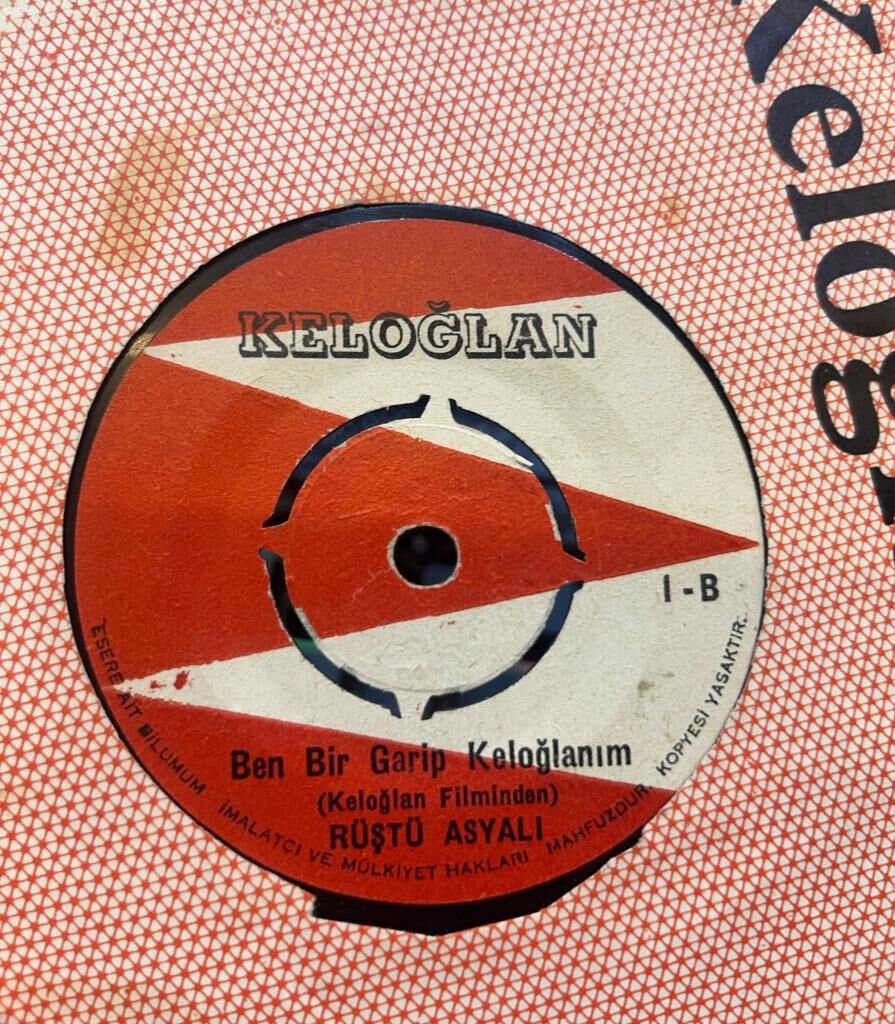 Kelogl
KELOĞLAN
I - B
Ben Bir Garip Keloğlanım
(Keloğlan Filminden)
RÜŞTÜ ASYALI
ESERE AİT BİLUMUM İMALATÇI VE MÜLKİYET HAKLARI MAHFUZDUR. KOPYESİ YASAKTIR.